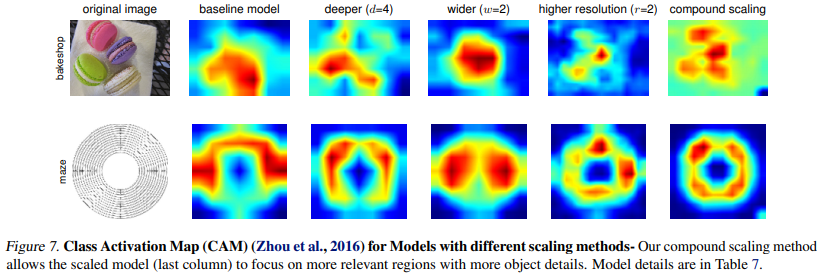 original image baseline model deeper (d=4) wider (w=2) higher resolution (r=2) compound scaling
bakeshop
maze
Figure 7. Class Activation Map (CAM) (Zhou et al., 2016) for Models with different scaling methods- Our compound scaling method
allows the scaled model (last column) to focus on more relevant regions with more object details. Model details are in Table 7.